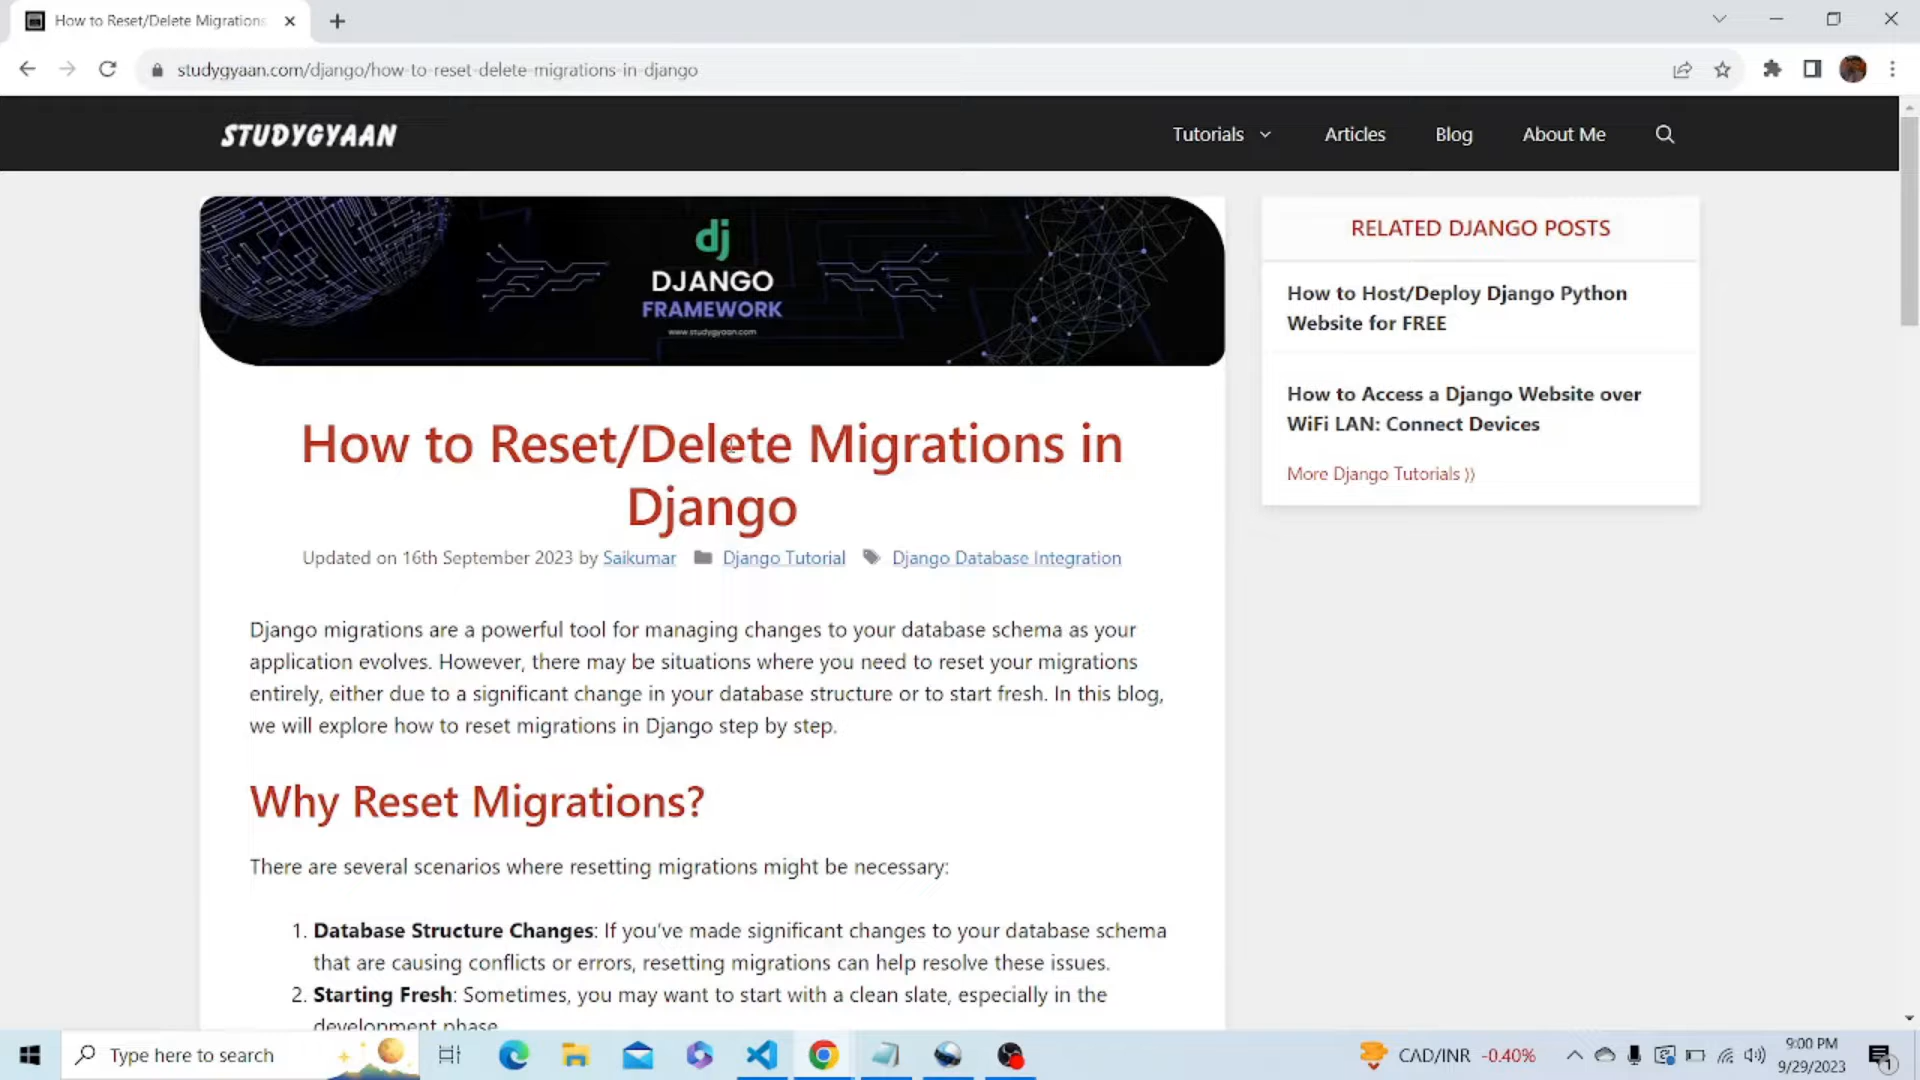 How to Reset/Delete Migrations
studygyaan.com/django/how-to-reset-delete-migrations-in-django
STUDYGYAAN
Tutorials
Articles
Blog
About Me
dj
DJANGO
FRAMEWORK
www.studygyaan.com
RELATED DJANGO POSTS
How to Host/Deploy Django Python
Website for FREE
How to Access a Django Website over
WiFi LAN: Connect Devices
More Django Tutorials ⟩⟩
How to Reset/Delete Migrations in
Django
Updated on 16th September 2023 by Saikumar Django Tutorial Django Database Integration
Django migrations are a powerful tool for managing changes to your database schema as your
application evolves. However, there may be situations where you need to reset your migrations
entirely, either due to a significant change in your database structure or to start fresh. In this blog,
we will explore how to reset migrations in Django step by step.
Why Reset Migrations?
There are several scenarios where resetting migrations might be necessary:
1. Database Structure Changes: If you've made significant changes to your database schema
that are causing conflicts or errors, resetting migrations can help resolve these issues.
2. Starting Fresh: Sometimes, you may want to start with a clean slate, especially in the
development phase.
Type here to search
CAD/INR -0.40%
9:00 PM
9/29/2023
1